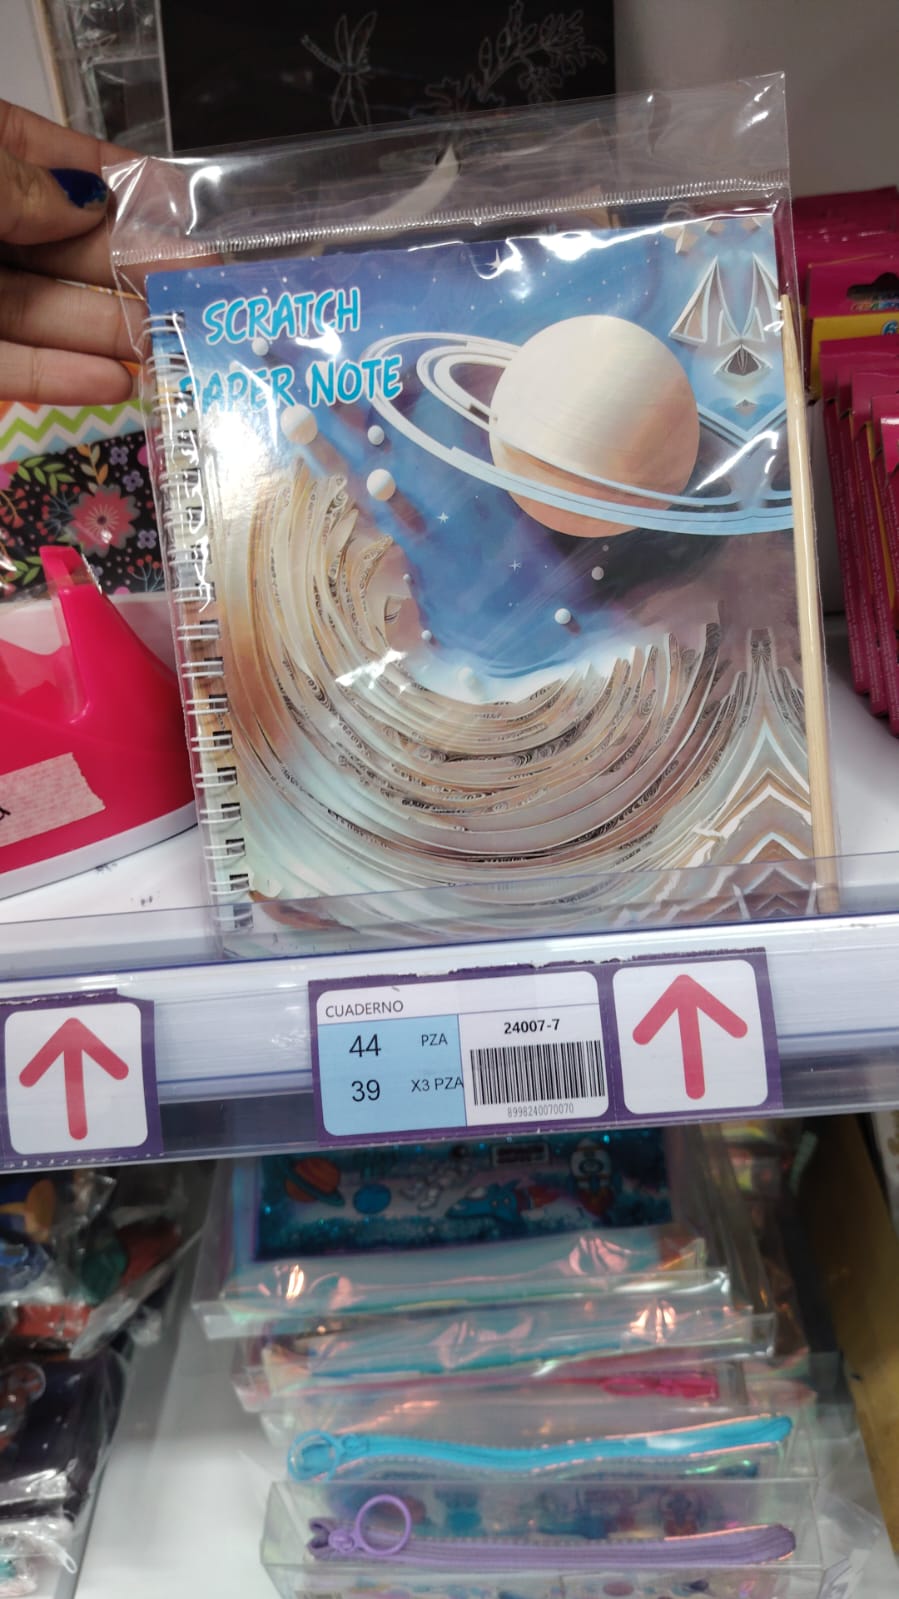 SCRATCH
PAPER NOTE
CUADERNO
44 PZA
39 X3 PZA
24007-7
8998240070070